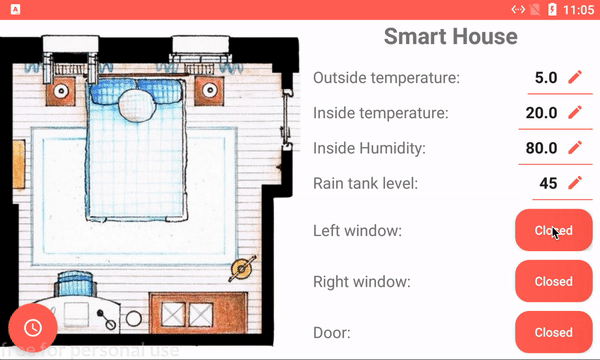 A
11:05
Smart House
Outside temperature: 5.0
Inside temperature: 20.0
Inside Humidity: 80.0
Rain tank level: 45
Left window: Closed
Right window: Closed
Door: Closed
free for personal use